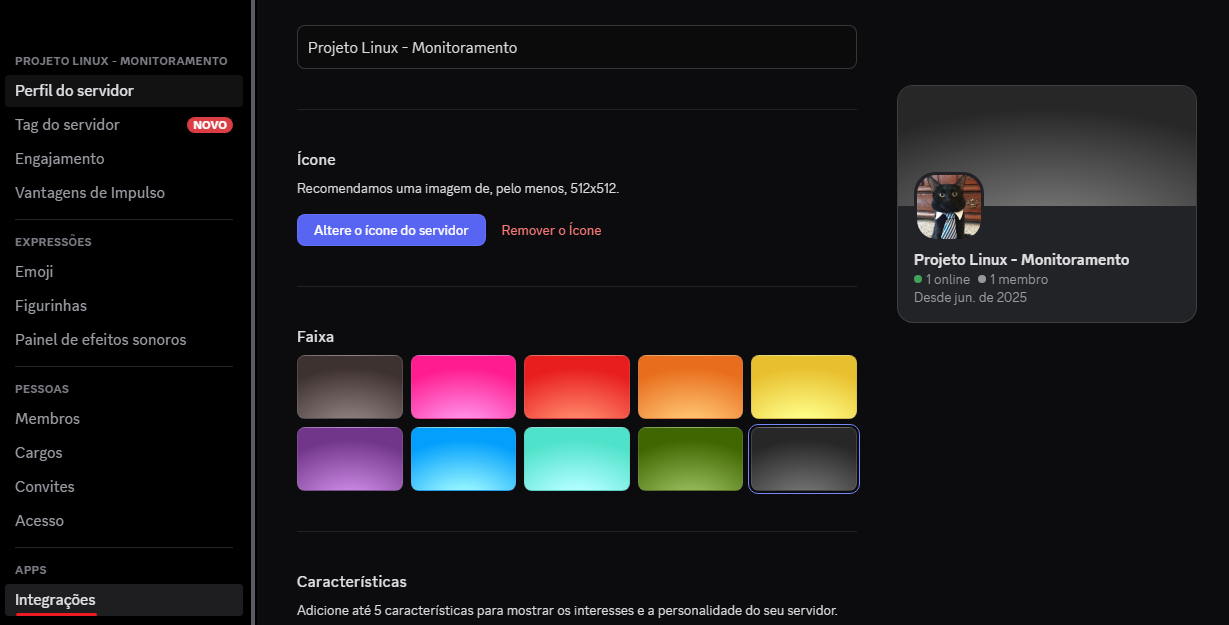 PROJETO LINUX - MONITORAMENTO
Perfil do servidor
Tag do servidor NOVO
Engajamento
Vantagens de Impulso
EXPRESSÕES
Emoji
Figurinhas
Painel de efeitos sonoros
PESSOAS
Membros
Cargos
Convites
Acesso
APPS
Integrações
Projeto Linux - Monitoramento
Ícone
Recomendamos uma imagem de, pelo menos, 512x512.
Altere o ícone do servidor Remover o Ícone
Faixa
Características
Adicione até 5 características para mostrar os interesses e a personalidade do seu servidor.
Projeto Linux - Monitoramento
1 online 1 membro
Desde jun. de 2025